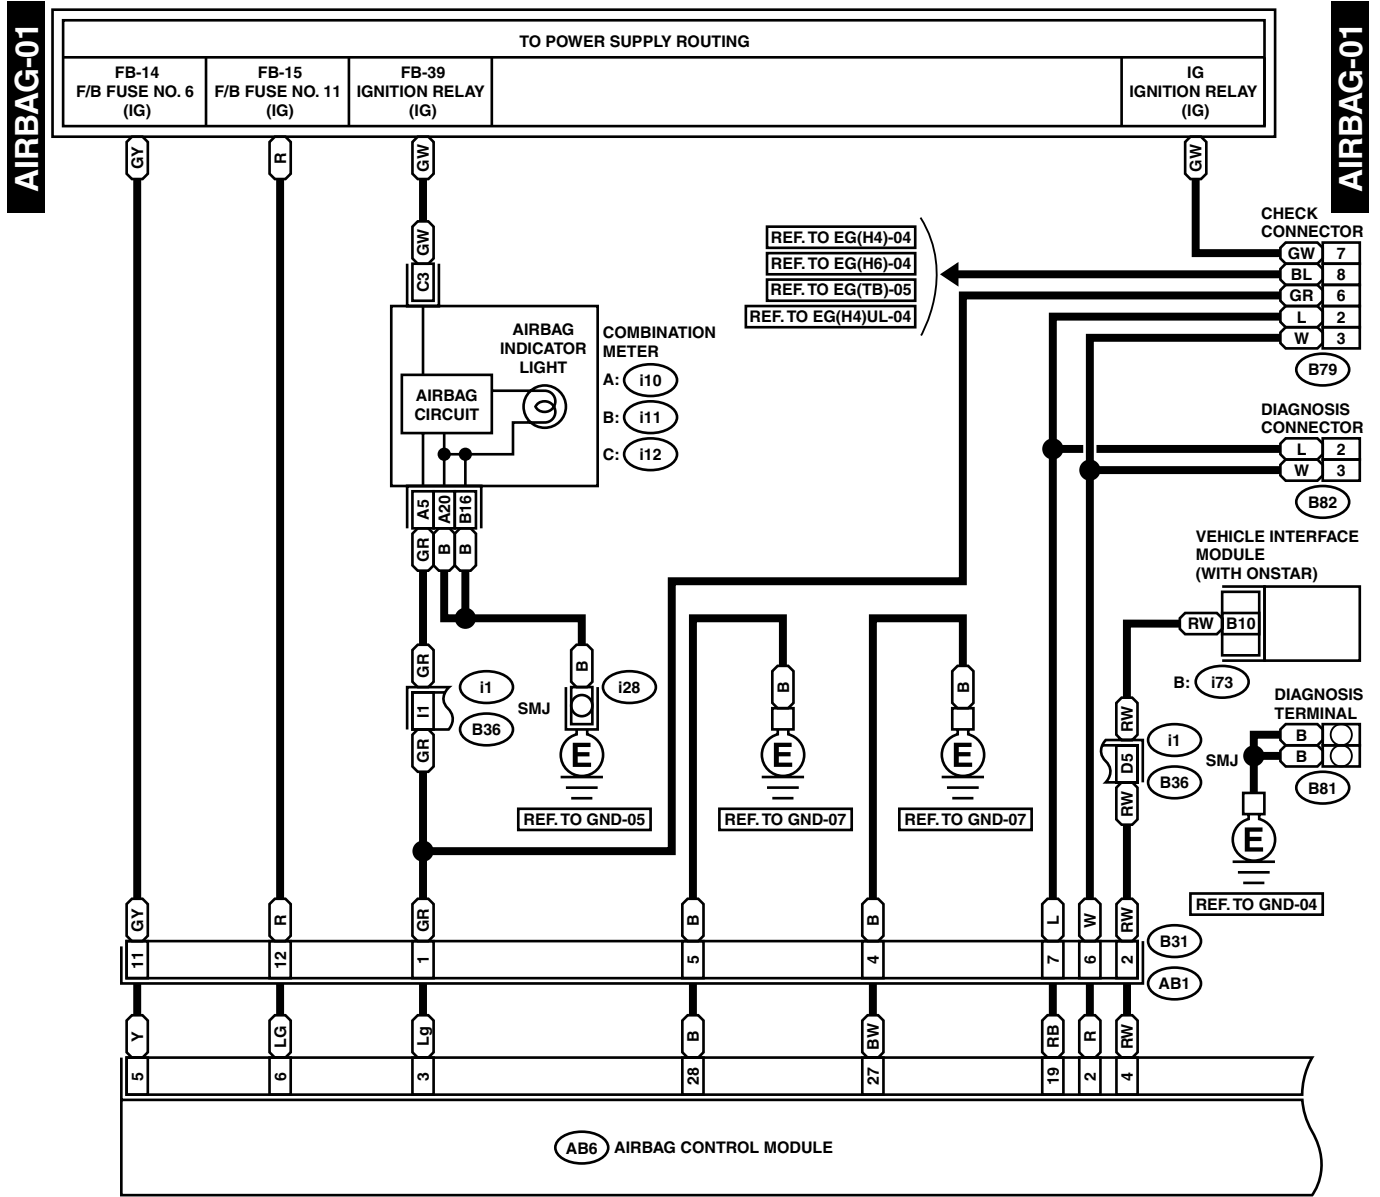 AIRBAG-01
AIRBAG-01
TO POWER SUPPLY ROUTING
FB-14
F/B FUSE NO. 6
(IG)
FB-15
F/B FUSE NO. 11
(IG)
FB-39
IGNITION RELAY
(IG)
IG
IGNITION RELAY
(IG)
GY
R
GW
GW
GW
C3
REF. TO EG(H4)-04
REF. TO EG(H6)-04
REF. TO EG(TB)-05
REF. TO EG(H4)UL-04
CHECK
CONNECTOR
GW 7
BL 8
GR 6
L 2
W 3
B79
AIRBAG
INDICATOR
LIGHT
AIRBAG
CIRCUIT
COMBINATION
METER
A: i10
B: i11
C: i12
DIAGNOSIS
CONNECTOR
L 2
W 3
B82
A5 A20 B16
GR B B
VEHICLE INTERFACE
MODULE
(WITH ONSTAR)
RW B10
B: i73
GR
I1
GR
i1
B36
SMJ
B
i28
E
REF. TO GND-05
B
E
REF. TO GND-07
B
E
REF. TO GND-07
RW
D5
RW
i1
B36
SMJ
DIAGNOSIS
TERMINAL
B
B
B81
E
REF. TO GND-04
GY R GR B B L W RW
11 12 1 5 4 7 6 2
B31
AB1
Y LG Lg B BW RB R RW
5 6 3 28 27 19 2 4
AB6 AIRBAG CONTROL MODULE